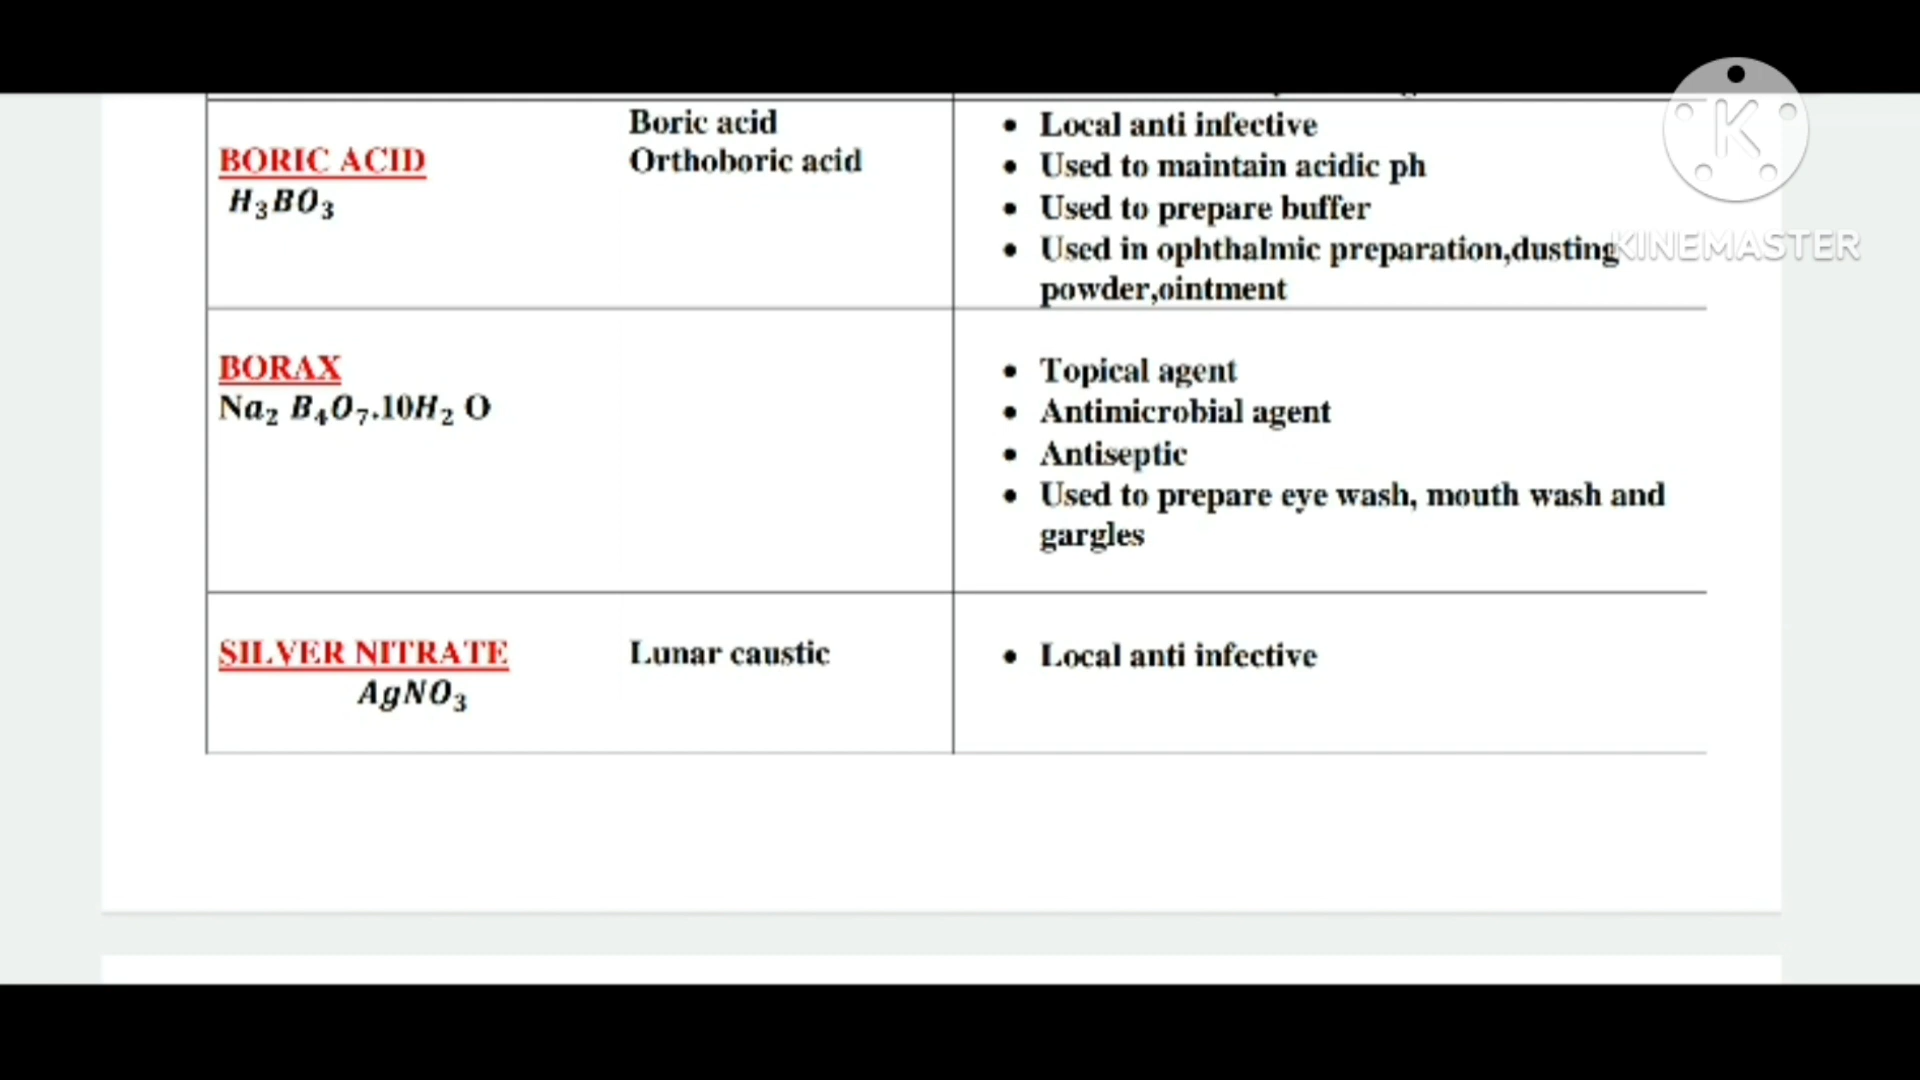 Boric acid
BORIC ACID Orthoboric acid
H₃BO₃
• Local anti infective
• Used to maintain acidic ph
• Used to prepare buffer
• Used in ophthalmic preparation,dusting
powder,ointment
BORAX
Na₂ B₄O₇.10H₂ O
• Topical agent
• Antimicrobial agent
• Antiseptic
• Used to prepare eye wash, mouth wash and
gargles
SILVER NITRATE Lunar caustic
AgNO₃
• Local anti infective
K
KINEMASTER